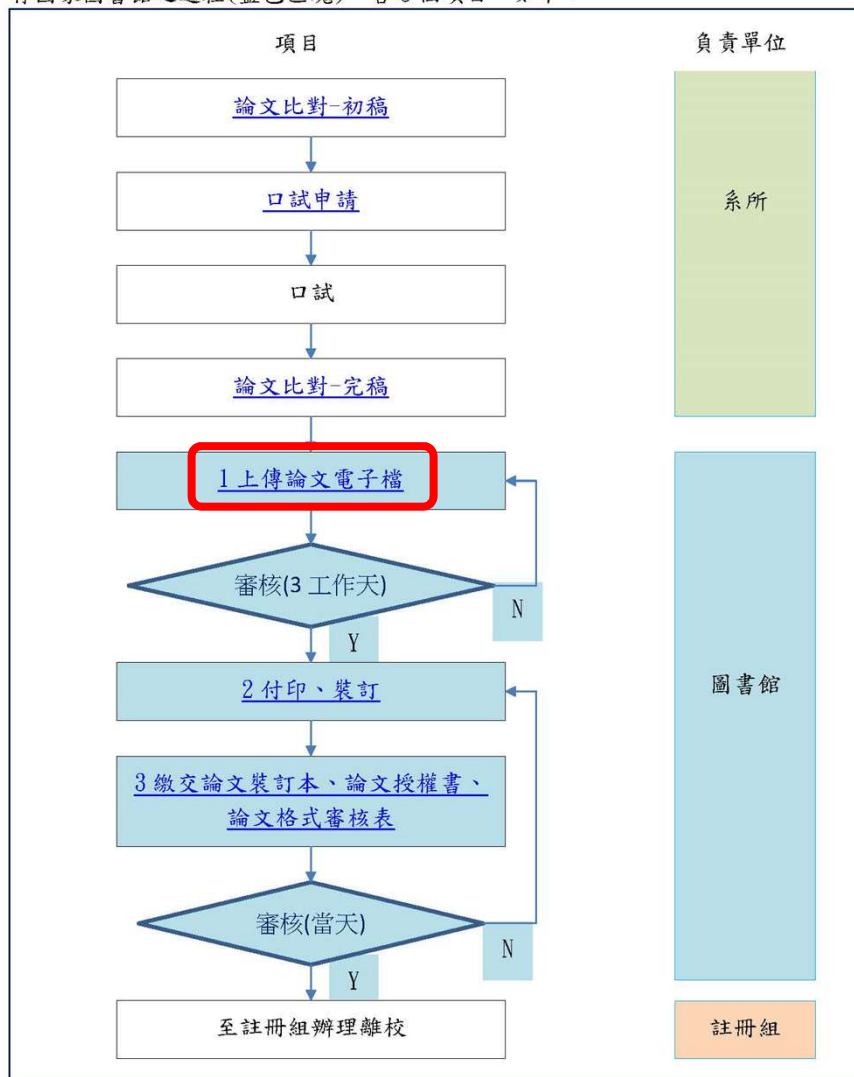 項目
負責單位
論文比對-初稿
口試申請
系所
口試
論文比對-完稿
1上傳論文電子檔
審核(3 工作天)
N
Y
2付印、裝訂
圖書館
3繳交論文裝訂本、論文授權書、
論文格式審核表
審核(當天)
N
Y
至註冊組辦理離校
註冊組